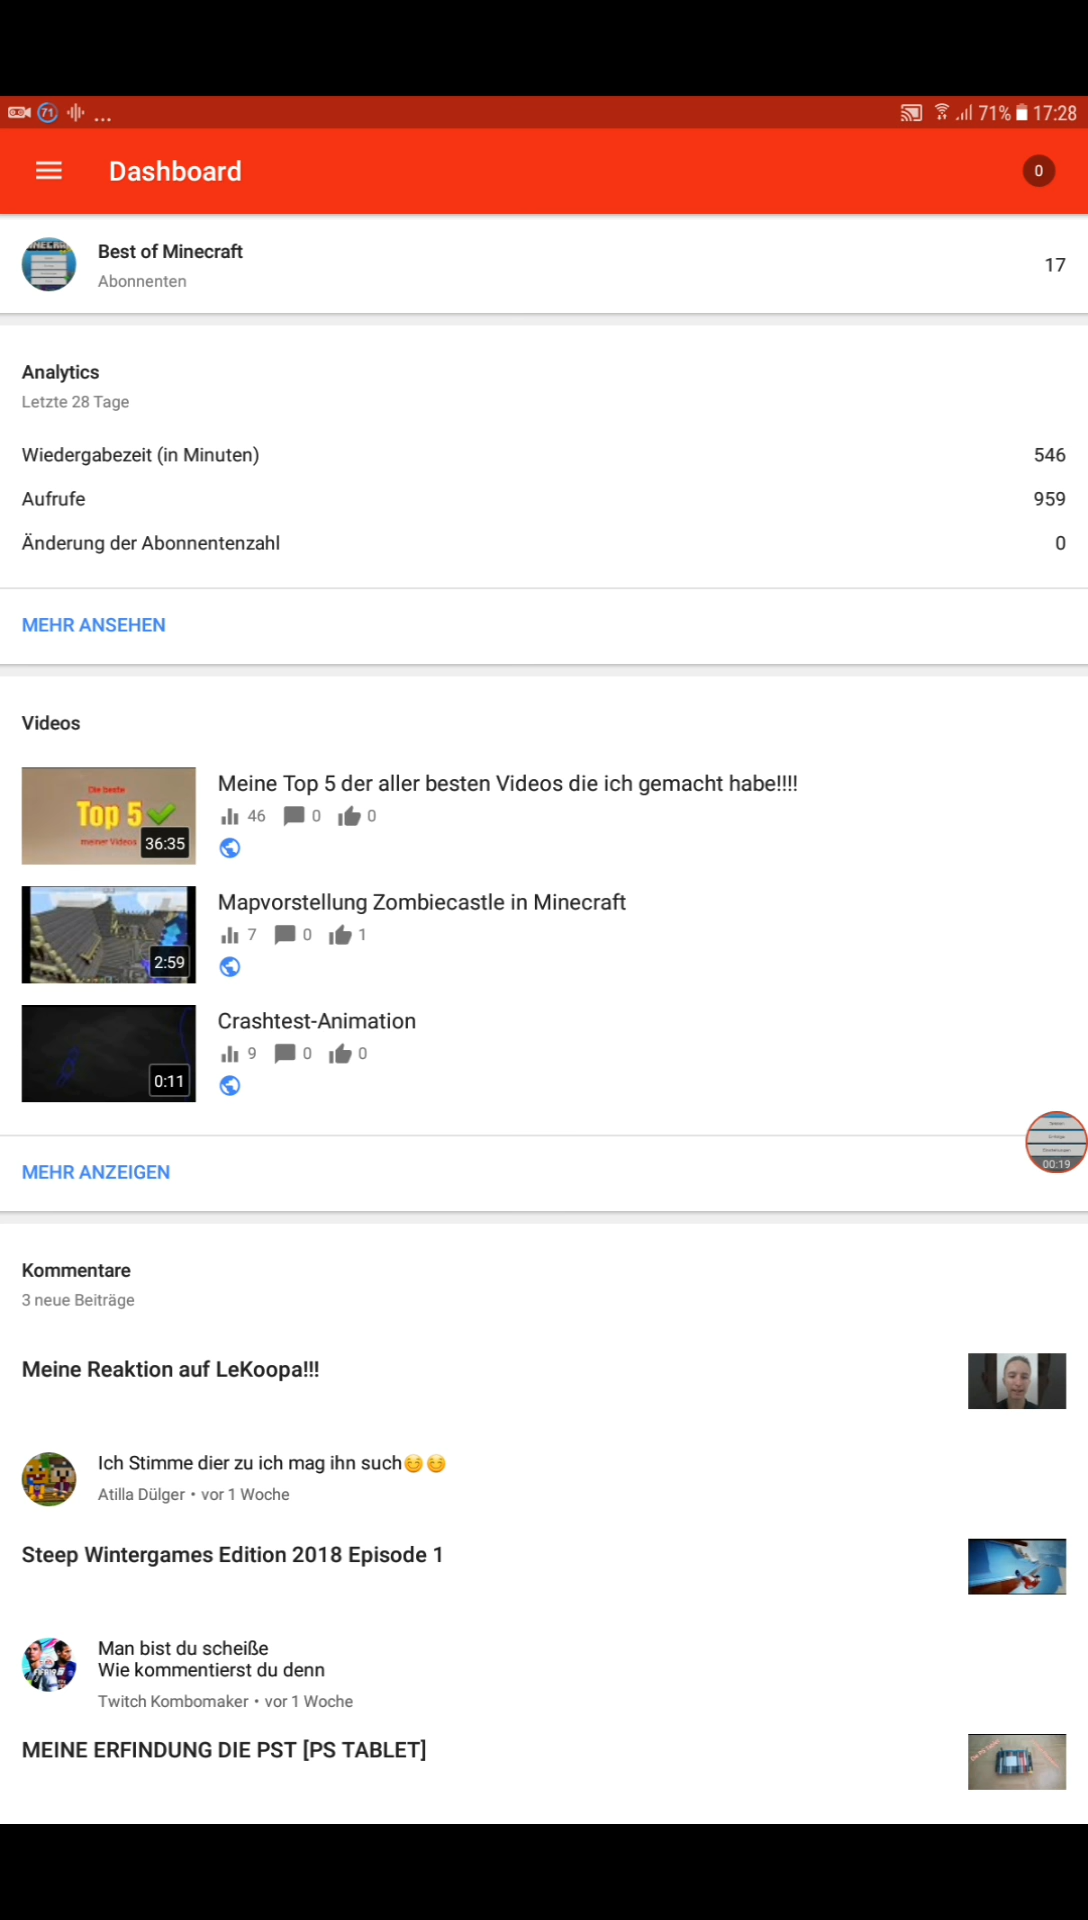 71 ... 71% 17:28
Dashboard 0
Best of Minecraft
Abonnenten
17
Analytics
Letzte 28 Tage
Wiedergabezeit (in Minuten) 546
Aufrufe 959
Änderung der Abonnentenzahl 0
MEHR ANSEHEN
Videos
Die beste
Top 5
meiner Videos
36:35
Meine Top 5 der aller besten Videos die ich gemacht habe!!!!
46 0 0
2:59
Mapvorstellung Zombiecastle in Minecraft
7 0 1
0:11
Crashtest-Animation
9 0 0
00:19
MEHR ANZEIGEN
Kommentare
3 neue Beiträge
Meine Reaktion auf LeKoopa!!!
Ich Stimme dier zu ich mag ihn such😊😊
Atilla Dülger • vor 1 Woche
Steep Wintergames Edition 2018 Episode 1
Man bist du scheiße
Wie kommentierst du denn
Twitch Kombomaker • vor 1 Woche
MEINE ERFINDUNG DIE PST [PS TABLET]